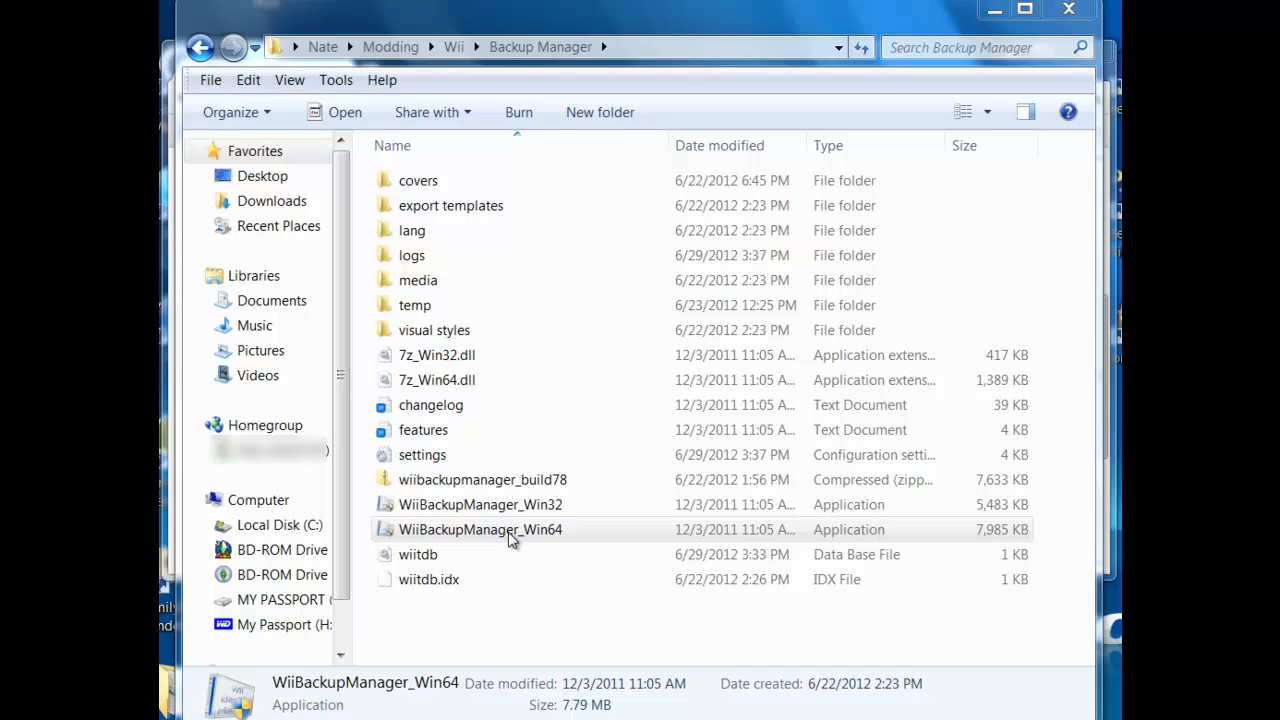 Nate Modding Wii Backup Manager Search Backup Manager
File Edit View Tools Help
Organize Open Share with Burn New folder
Name Date modified Type Size
Favorites
Desktop
Downloads
Recent Places
Libraries
Documents
Music
Pictures
Videos
Homegroup
)
Computer
Local Disk (C:)
BD-ROM Drive
BD-ROM Drive
MY PASSPORT (
My Passport (H:
covers 6/22/2012 6:45 PM File folder
export templates 6/22/2012 2:23 PM File folder
lang 6/22/2012 2:23 PM File folder
logs 6/29/2012 3:37 PM File folder
media 6/22/2012 2:23 PM File folder
temp 6/23/2012 12:25 PM File folder
visual styles 6/22/2012 2:23 PM File folder
7z_Win32.dll 12/3/2011 11:05 A... Application extens... 417 KB
7z_Win64.dll 12/3/2011 11:05 A... Application extens... 1,389 KB
changelog 12/3/2011 11:05 A... Text Document 39 KB
features 12/3/2011 11:05 A... Text Document 4 KB
settings 6/29/2012 3:37 PM Configuration setti... 4 KB
wiibackupmanager_build78 6/22/2012 1:56 PM Compressed (zipp... 7,633 KB
WiiBackupManager_Win32 12/3/2011 11:05 A... Application 5,483 KB
WiiBackupManager_Win64 12/3/2011 11:05 A... Application 7,985 KB
wiitdb 6/29/2012 3:33 PM Data Base File 1 KB
wiitdb.idx 6/22/2012 2:26 PM IDX File 1 KB
WiiBackupManager_Win64 Date modified: 12/3/2011 11:05 AM Date created: 6/22/2012 2:23 PM
Application Size: 7.79 MB